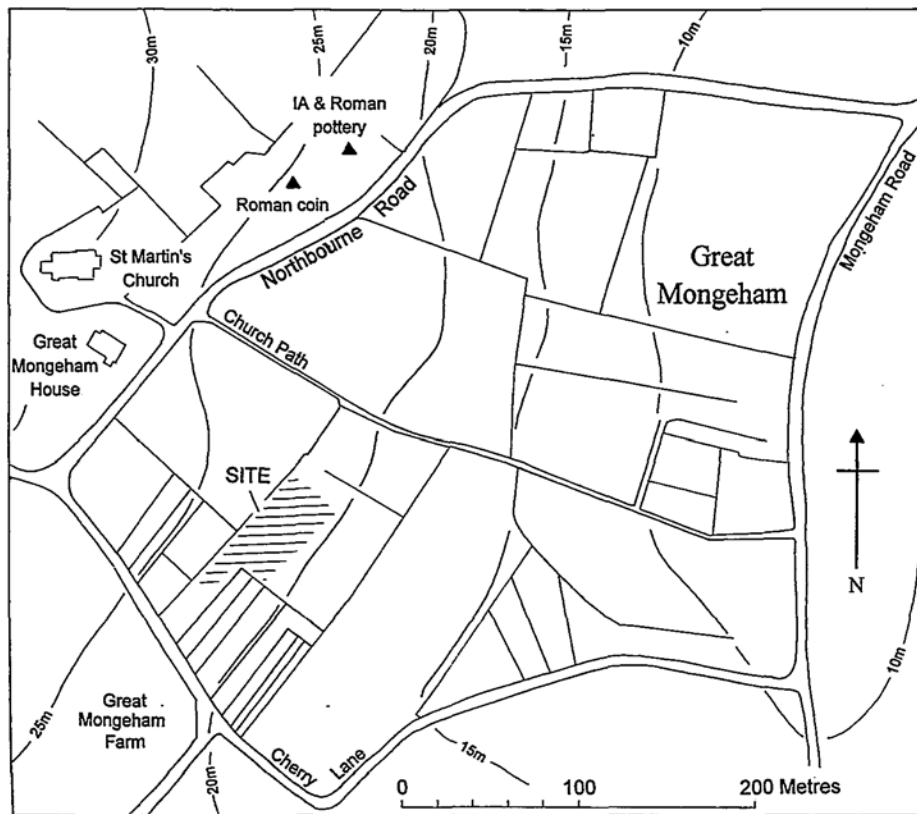 30m
25m
20m
15m
10m
IA & Roman
pottery
Roman coin
Northbourne Road
Mongeham Road
St Martin's
Church
Great
Mongeham
Great
Mongeham
House
Church Path
SITE
N
10m
25m
Great
Mongeham
Farm
20m
Cherry Lane
15m
0 100 200 Metres